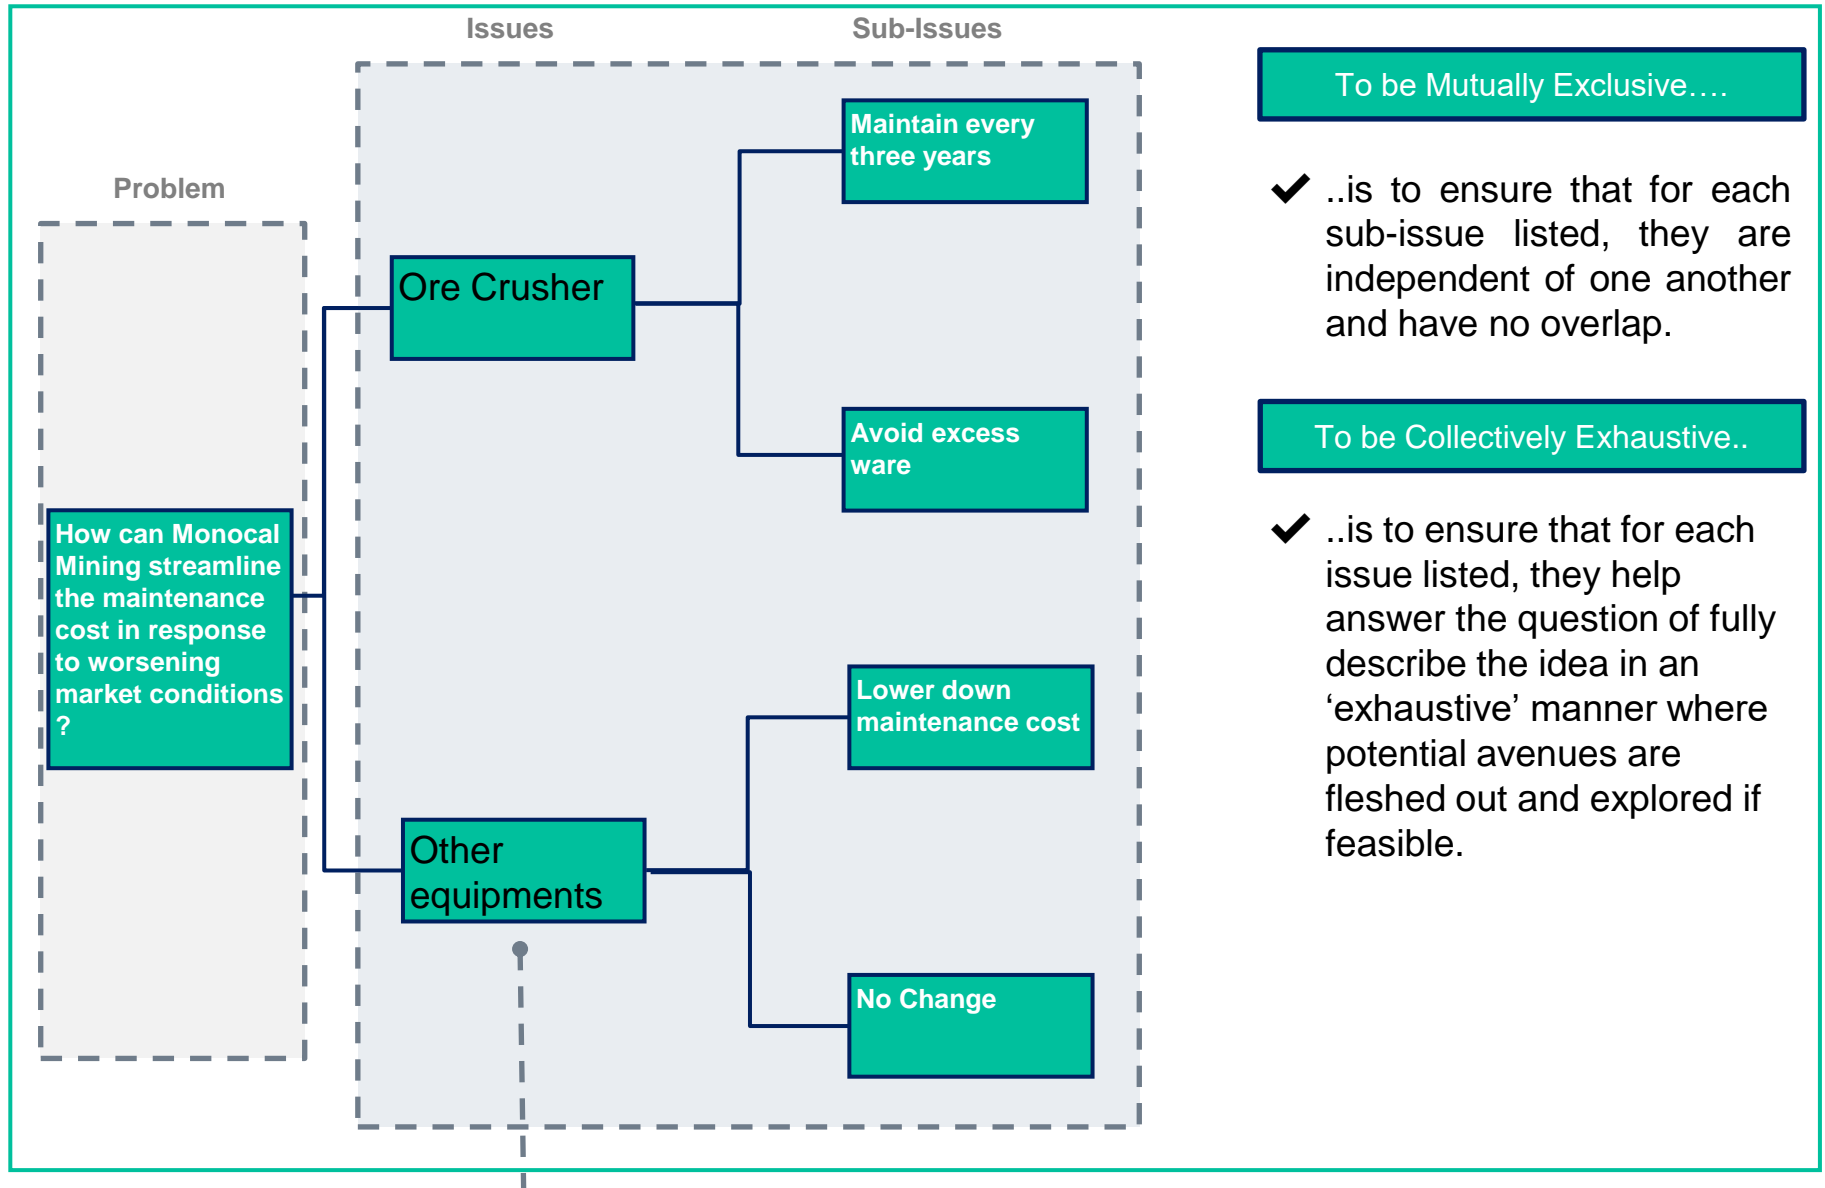 Issues
Sub-Issues
Problem
How can Monocal
Mining streamline
the maintenance
cost in response
to worsening
market conditions
?
Ore Crusher
Other
equipments
Maintain every
three years
Avoid excess
ware
Lower down
maintenance cost
No Change
To be Mutually Exclusive….
..is to ensure that for each
sub-issue listed, they are
independent of one another
and have no overlap.
To be Collectively Exhaustive..
..is to ensure that for each
issue listed, they help
answer the question of fully
describe the idea in an
‘exhaustive’ manner where
potential avenues are
fleshed out and explored if
feasible.